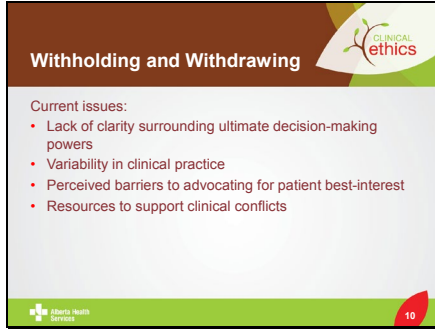 CLINICAL
ethics
Withholding and Withdrawing
Current issues:
• Lack of clarity surrounding ultimate decision-making
powers
• Variability in clinical practice
• Perceived barriers to advocating for patient best-interest
• Resources to support clinical conflicts
Alberta Health
Services
10